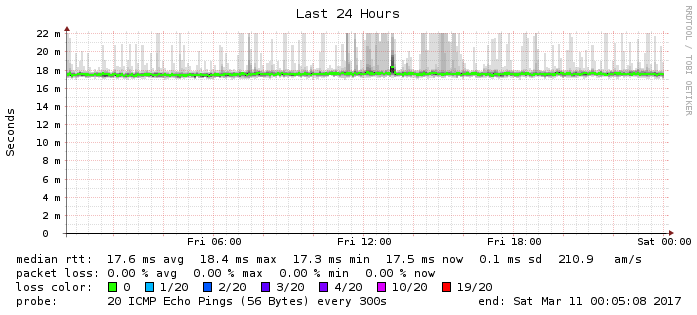 Last 24 Hours
RRDTOOL / TOBI OETIKER
Seconds
22 m
20 m
18 m
16 m
14 m
12 m
10 m
8 m
6 m
4 m
2 m
0
Fri 06:00 Fri 12:00 Fri 18:00 Sat 00:00
median rtt: 17.6 ms avg 18.4 ms max 17.3 ms min 17.5 ms now 0.1 ms sd 210.9 am/s
packet loss: 0.00 % avg 0.00 % max 0.00 % min 0.00 % now
loss color: 0 1/20 2/20 3/20 4/20 10/20 19/20
probe: 20 ICMP Echo Pings (56 Bytes) every 300s end: Sat Mar 11 00:05:08 2017